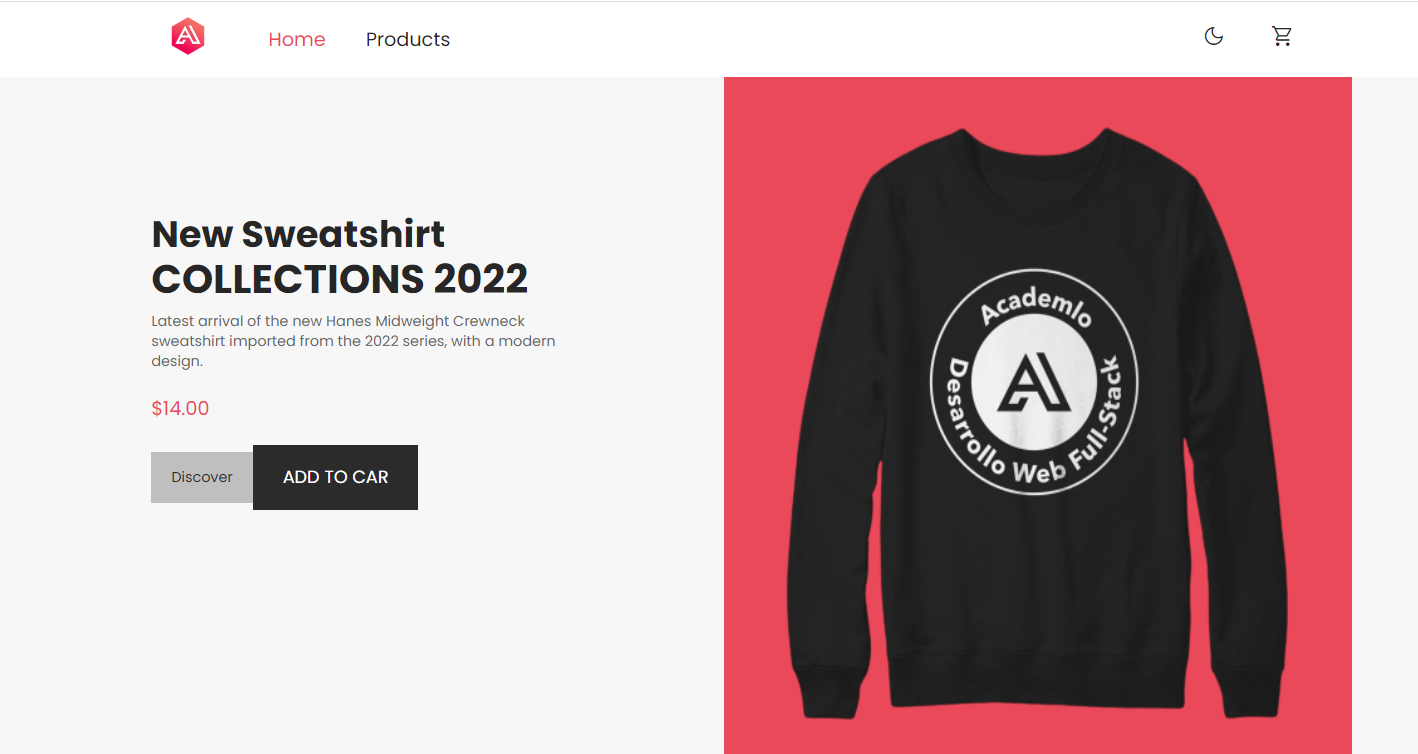 Home Products
New Sweatshirt
COLLECTIONS 2022
Latest arrival of the new Hanes Midweight Crewneck
sweatshirt imported from the 2022 series, with a modern
design.
$14.00
Discover
ADD TO CAR
Academlo
Desarrollo Web Full-Stack